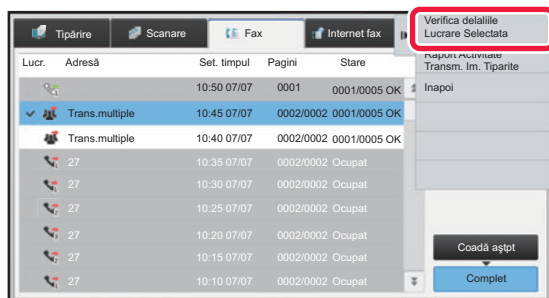 Tipărire
Scanare
Fax
Internet fax
Verifica delaliile
Lucrare Selectata
Raport Activitate
Transm. Im. Tiparite
Inapoi
Lucr. Adresă Set. timpul Pagini Stare
10:50 07/07 0001 0001/0005 OK
Trans.multiple 10:45 07/07 0002/0002 0001/0005 OK
Trans.multiple 10:40 07/07 0002/0002 0001/0005 OK
27 10:35 07/07 0002/0002 Ocupat
27 10:30 07/07 0002/0002 Ocupat
27 10:25 07/07 0002/0002 Ocupat
27 10:20 07/07 0002/0002 Ocupat
27 10:15 07/07 0002/0002 Ocupat
27 10:10 07/07 0002/0002 Ocupat
Coadă aştpt
Complet